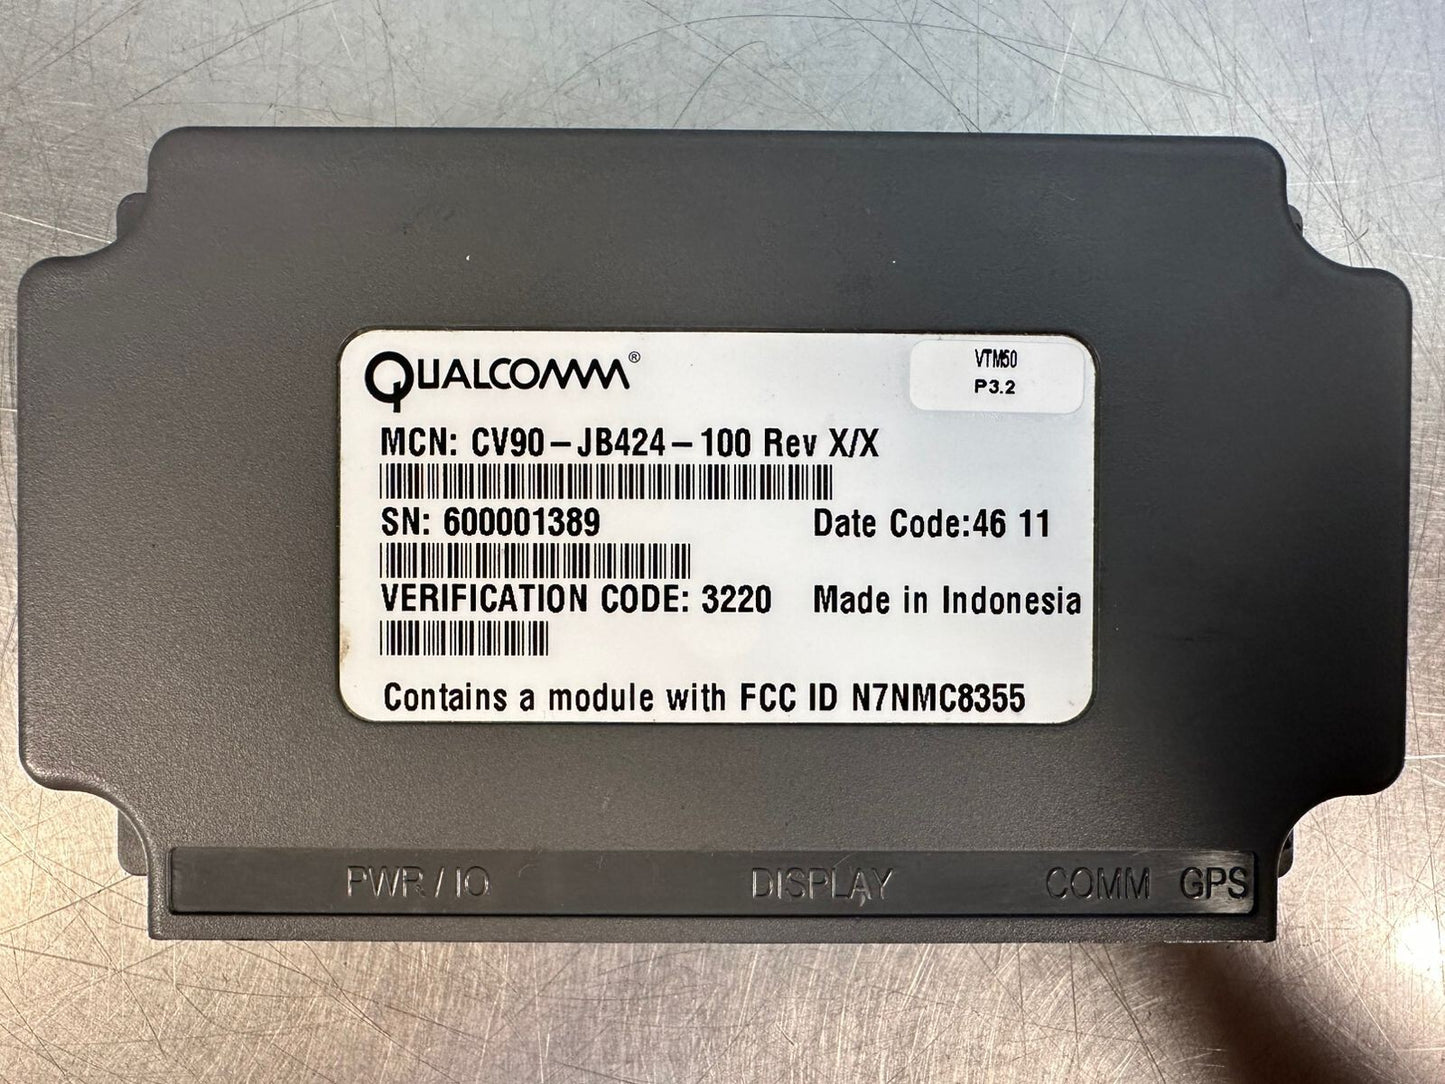 QUALCOMM®
VTM50
P3.2
MCN: CV90-JB424-100 Rev X/X
SN: 600001389
Date Code:46 11
VERIFICATION CODE: 3220
Made in Indonesia
Contains a module with FCC ID N7NMC8355
PWR / IO DISPLAY COMM GPS